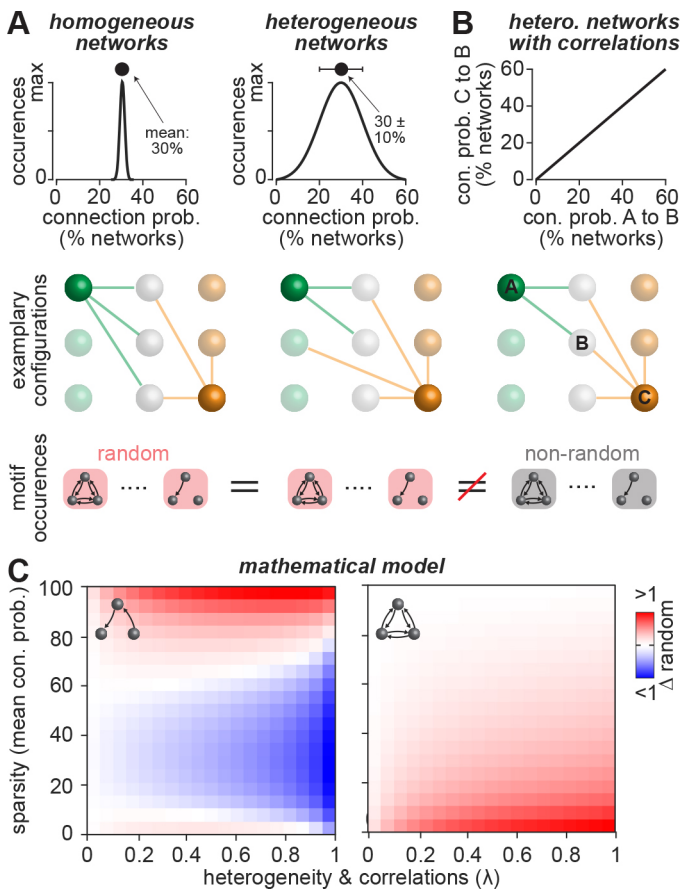 A
homogeneous
networks
heterogeneous
networks
B
hetero. networks
with correlations
occurences
max
0
mean:
30%
0 20 40 60
connection prob.
(% networks)
occurences
max
0
30 ±
10%
0 20 40 60
connection prob.
(% networks)
con. prob. C to B
(% networks)
60
40
20
0
0 20 40 60
con. prob. A to B
(% networks)
examplary
configurations
A
B
C
motif
occurences
random
non-random
.... = .... = ....
C
mathematical model
sparsity (mean con. prob.)
100
80
60
40
20
0
0 0.2 0.4 0.6 0.8 1
0 0.2 0.4 0.6 0.8 1
heterogeneity & correlations (λ)
>1
<1
Δ random